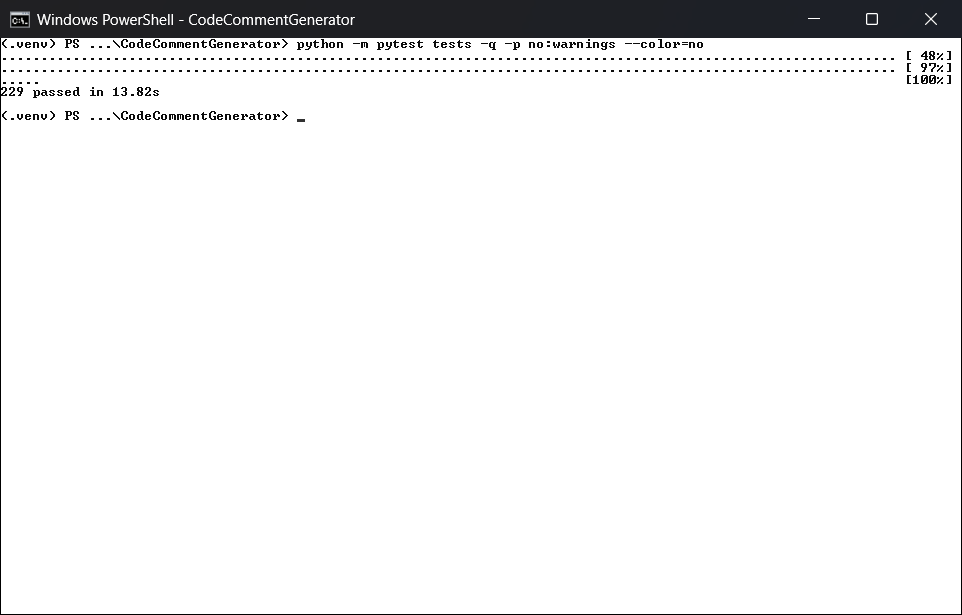 Windows PowerShell - CodeCommentGenerator
(.venv) PS ...\CodeCommentGenerator> python -m pytest tests -q -p no:warnings --color=no
................................................................................................................ [ 48%]
................................................................................................................ [ 97%]
..... [100%]
229 passed in 13.82s
(.venv) PS ...\CodeCommentGenerator>